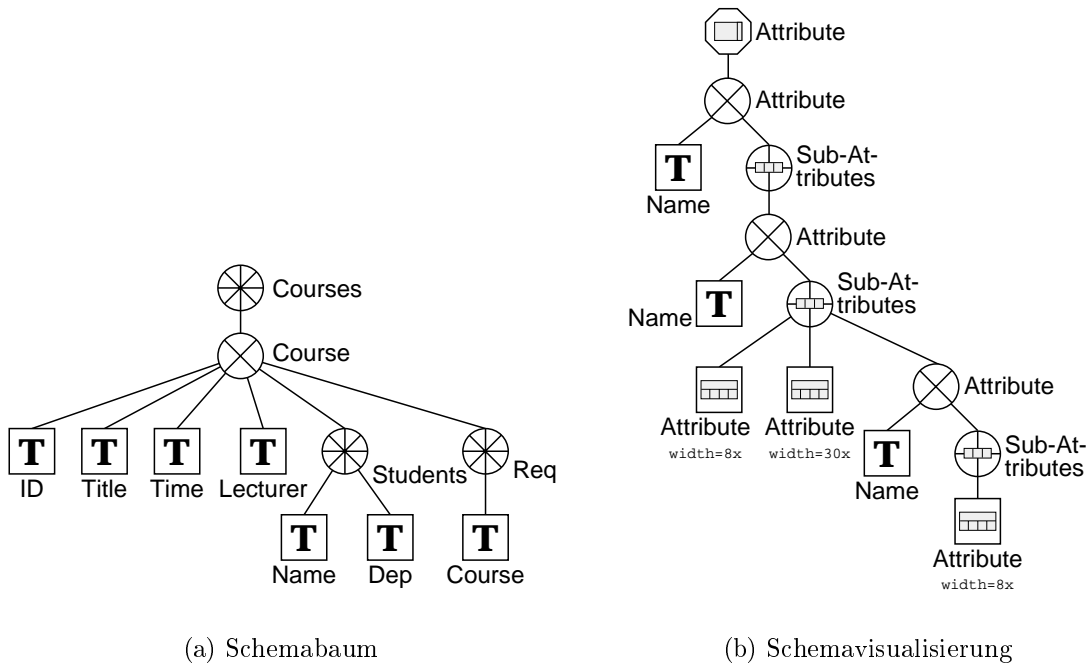 Courses
Course
T
T
T
T
ID
Title
Time
Lecturer
Students
Req
T
T
T
Name
Dep
Course
(a) Schemabaum
Attribute
Attribute
T
Name
Sub-At-
tributes
Attribute
T
Name
Sub-At-
tributes
Attribute
width=8x
Attribute
width=30x
Attribute
T
Name
Sub-At-
tributes
Attribute
width=8x
(b) Schemavisualisierung